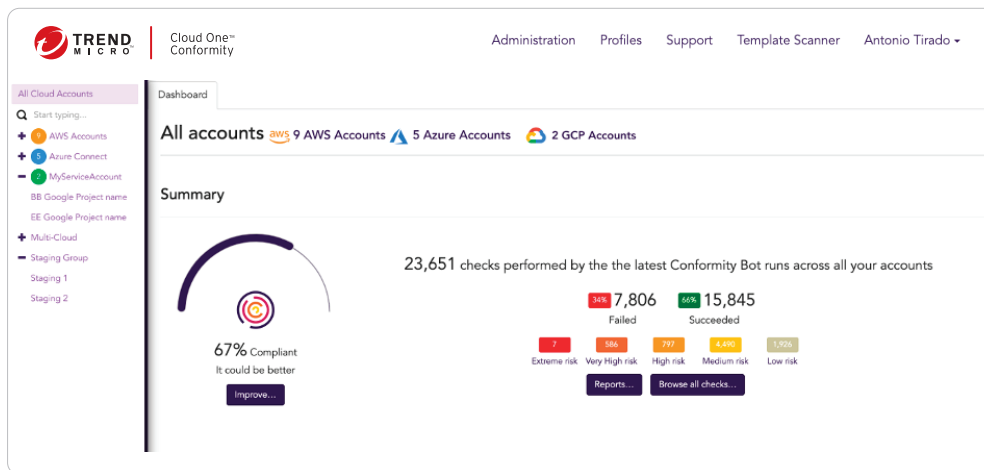 TREND MICRO™ Cloud One™ Conformity
Administration Profiles Support Template Scanner Antonio Tirado
All Cloud Accounts
Start typing...
9 AWS Accounts
5 Azure Connect
2 MyServiceAccount
BB Google Project name
EE Google Project name
Multi-Cloud
Staging Group
Staging 1
Staging 2
Dashboard
All accounts aws 9 AWS Accounts 5 Azure Accounts 2 GCP Accounts
Summary
67% Compliant
It could be better
Improve...
23,651 checks performed by the the latest Conformity Bot runs across all your accounts
34% 7,806 66% 15,845
Failed Succeeded
7 586 797 4,490 1,926
Extreme risk Very High risk High risk Medium risk Low risk
Reports... Browse all checks...